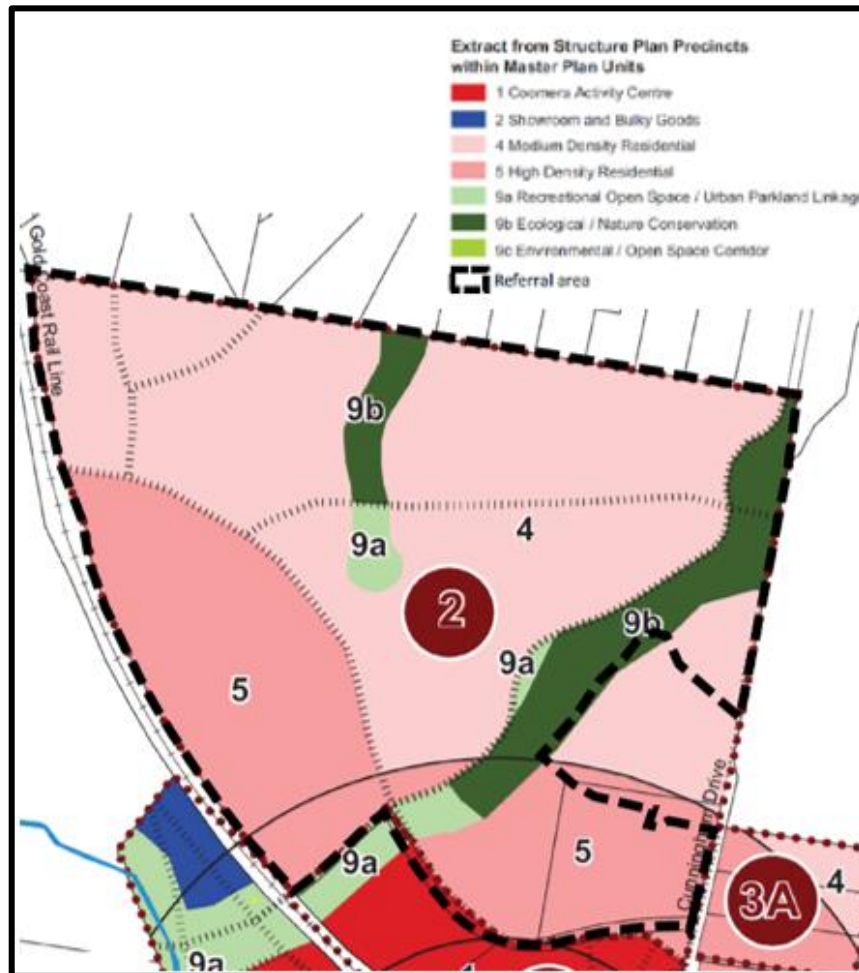 Extract from Structure Plan Precincts
within Master Plan Units
1 Coomera Activity Centre
2 Showroom and Bulky Goods
4 Medium Density Residential
5 High Density Residential
9a Recreational Open Space / Urban Parkland Linkage
9b Ecological / Nature Conservation
9c Environmental / Open Space Corridor
Referral area
Gold Coast Rail Line
9b
9a
4
2
9b
9a
5
Cunningham Drive
9a
5
4
3A
9a